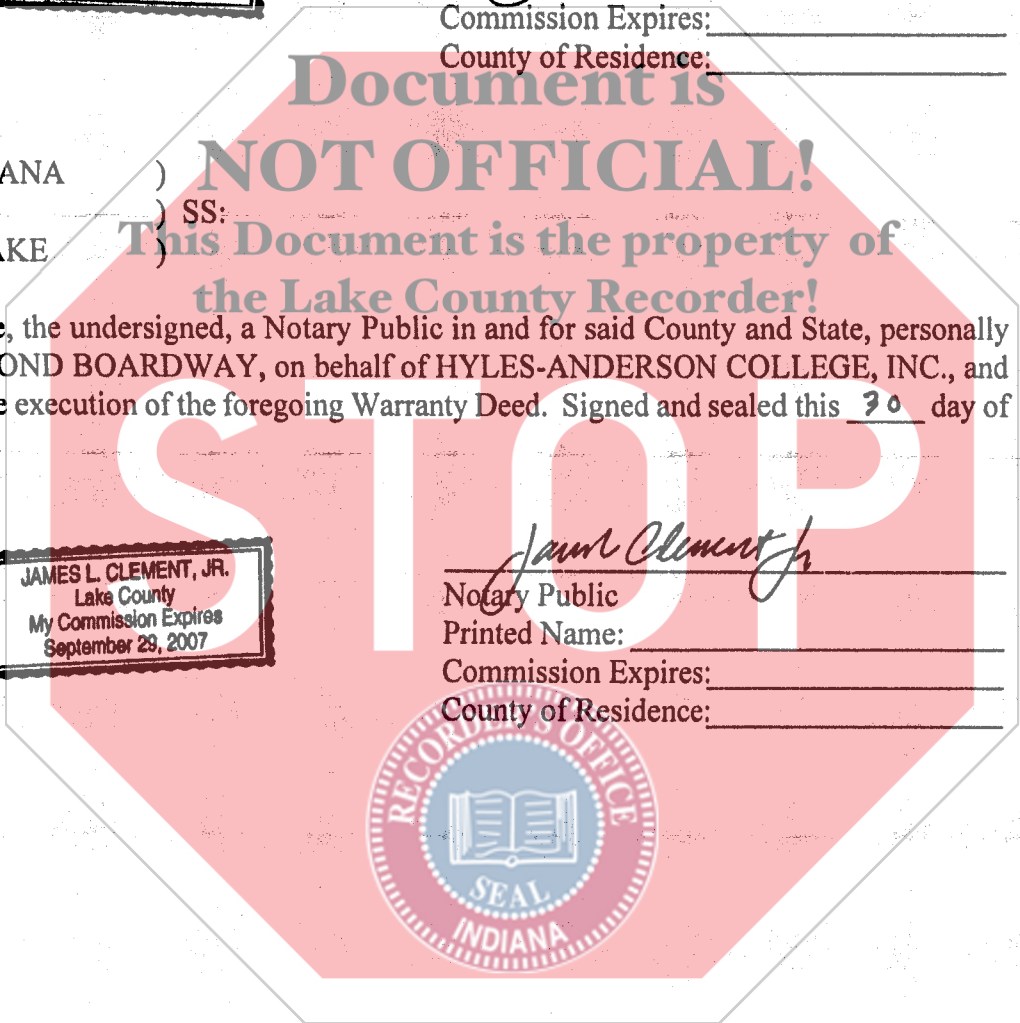 Commission Expires:
County of Residence:
Document is
NOT OFFICIAL!
ANA )
) SS:
This Document is the property of
AKE )
the Lake County Recorder!
e, the undersigned, a Notary Public in and for said County and State, personally
OND BOARDWAY, on behalf of HYLES-ANDERSON COLLEGE, INC., and
e execution of the foregoing Warranty Deed. Signed and sealed this 30 day of
STOP
James Clement Jr
JAMES L. CLEMENT, JR.
Lake County
My Commission Expires
September 29, 2007
Notary Public
Printed Name:
Commission Expires:
County of Residence:
RECORDER'S OFFICE
SEAL
INDIANA